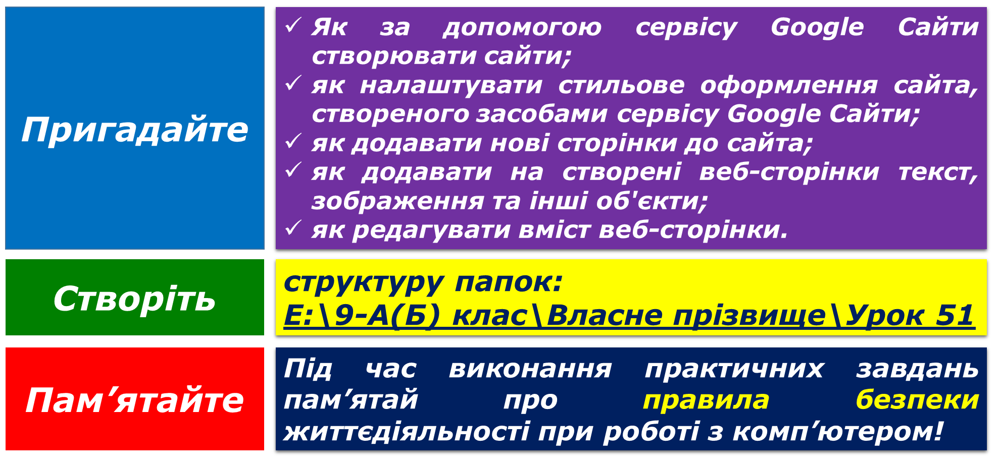 Пригадайте
✓ Як за допомогою сервісу Google Сайти
створювати сайти;
✓ як налаштувати стильове оформлення сайта,
створеного засобами сервісу Google Сайти;
✓ як додавати нові сторінки до сайта;
✓ як додавати на створені веб-сторінки текст,
зображення та інші об'єкти;
✓ як редагувати вміст веб-сторінки.
Створіть
структуру папок:
E:\9-А(Б) клас\Власне прізвище\Урок 51
Пам’ятайте
Під час виконання практичних завдань
пам’ятай про правила безпеки
життєдіяльності при роботі з комп’ютером!